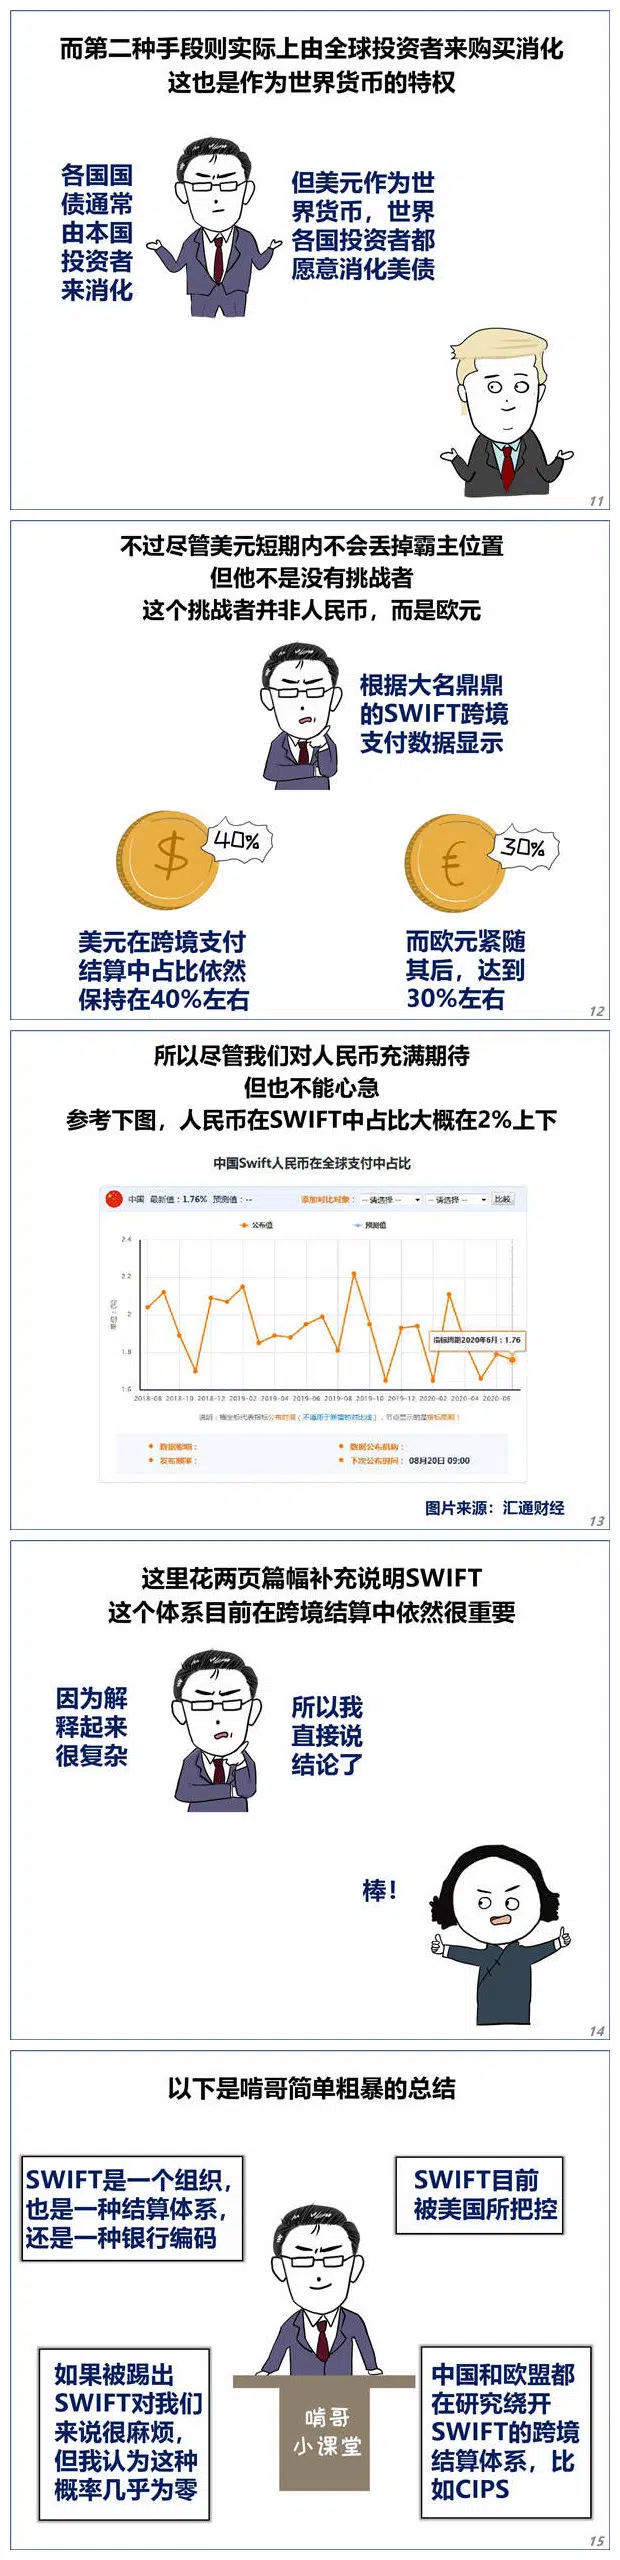 而第二种手段则实际上由全球投资者来购买消化
这也是作为世界货币的特权
各国国
债通常
由本国
投资者
来消化
但美元作为世
界货币，世界
各国投资者都
愿意消化美债
11
不过尽管美元短期内不会丢掉霸主位置
但他不是没有挑战者
这个挑战者并非人民币，而是欧元
根据大名鼎鼎
的SWIFT跨境
支付数据显示
$
40%
€
30%
美元在跨境支付
结算中占比依然
保持在40%左右
而欧元紧随
其后，达到
30%左右
12
所以尽管我们对人民币充满期待
但也不能心急
参考下图，人民币在SWIFT中占比大概在2%上下
中国Swift人民币在全球支付中占比
中国 最新值：1.76% 预测值：--
添加对比对象： -- 请选择 -- -- 请选择 -- 比较
公布值 预测值
2.4
2.2
2
1.8
1.6
单位：(%)
指标周期2020年6月：1.76
2018-08 2018-10 2018-12 2019-02 2019-04 2019-06 2019-08 2019-10 2019-12 2020-02 2020-04 2020-06
数据影响：
数据公布机构：
发布频率：
下次公布时间： 08月20日 09:00
图片来源：汇通财经
13
这里花两页篇幅补充说明SWIFT
这个体系目前在跨境结算中依然很重要
因为解
释起来
很复杂
所以我
直接说
结论了
棒！
14
以下是啃哥简单粗暴的总结
SWIFT是一个组织，
也是一种结算体系，
还是一种银行编码
SWIFT目前
被美国所把控
如果被踢出
SWIFT对我们
来说很麻烦，
但我认为这种
概率几乎为零
啃哥
小课堂
中国和欧盟都
在研究绕开
SWIFT的跨境
结算体系，比
如CIPS
15